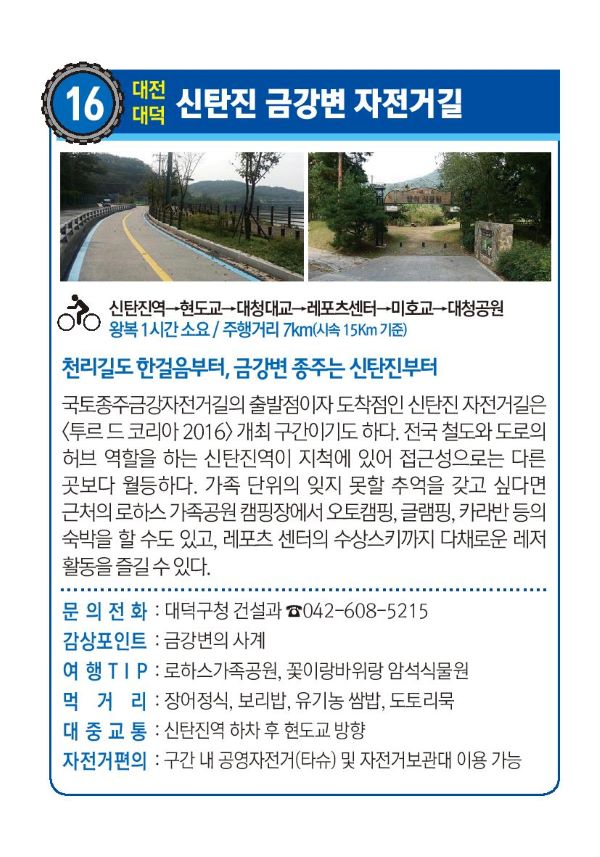 16
대전
대덕
신탄진 금강변 자전거길
신탄진역→현도교→대청대교→레포츠센터→미호교→대청공원
왕복 1시간 소요 / 주행거리 7km(시속 15Km 기준)
천리길도 한걸음부터, 금강변 종주는 신탄진부터
국토종주금강자전거길의 출발점이자 도착점인 신탄진 자전거길은
<투르 드 코리아 2016> 개최 구간이기도 하다. 전국 철도와 도로의
허브 역할을 하는 신탄진역이 지척에 있어 접근성으로는 다른
곳보다 월등하다. 가족 단위의 잊지 못할 추억을 갖고 싶다면
근처의 로하스 가족공원 캠핑장에서 오토캠핑, 글램핑, 카라반 등의
숙박을 할 수도 있고, 레포츠 센터의 수상스키까지 다채로운 레저
활동을 즐길 수 있다.
문의전화 : 대덕구청 건설과 ☎042-608-5215
감상포인트 : 금강변의 사계
여행TIP : 로하스가족공원, 꽃이랑바위랑 암석식물원
먹거리 : 장어정식, 보리밥, 유기농 쌈밥, 도토리묵
대중교통 : 신탄진역 하차 후 현도교 방향
자전거편의 : 구간 내 공영자전거(타슈) 및 자전거보관대 이용 가능